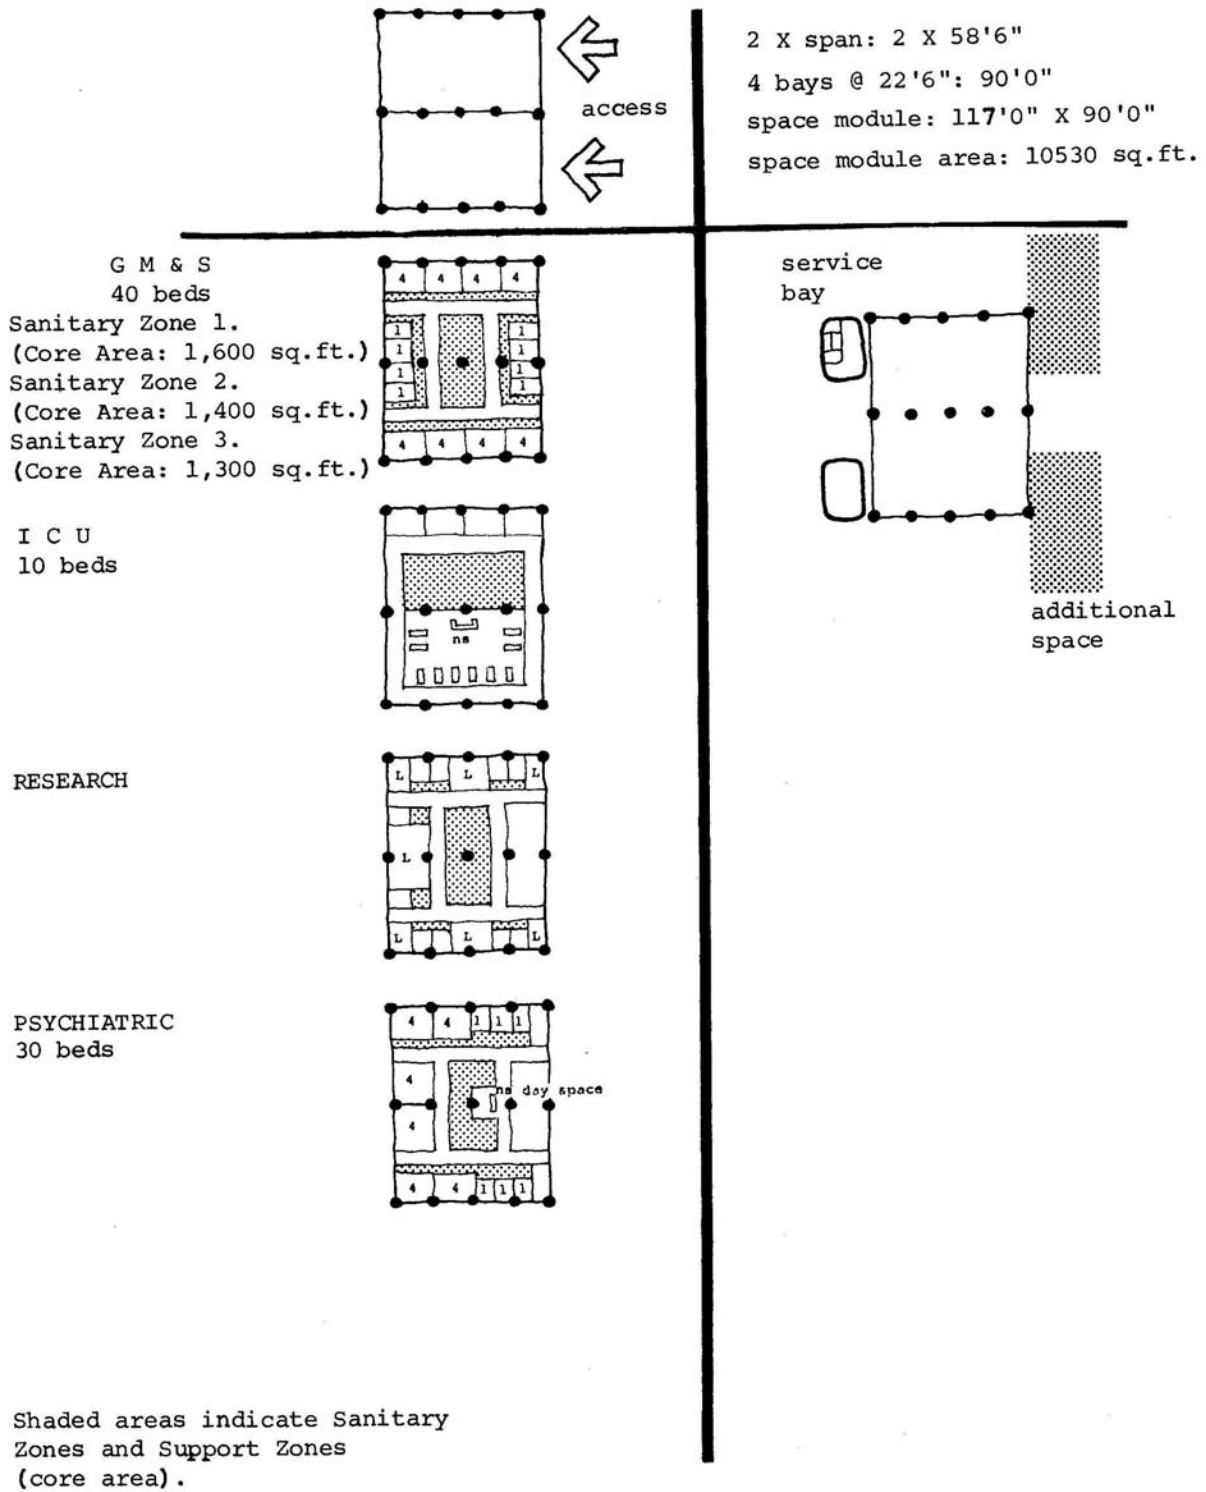 access
2 X span: 2 X 58'6"
4 bays @ 22'6": 90'0"
space module: 117'0" X 90'0"
space module area: 10530 sq.ft.
G M & S
40 beds
Sanitary Zone 1.
(Core Area: 1,600 sq.ft.)
Sanitary Zone 2.
(Core Area: 1,400 sq.ft.)
Sanitary Zone 3.
(Core Area: 1,300 sq.ft.)
4 4 4 4
1 1
1 1
1 1
1 1
4 4 4 4
service
bay
additional
space
I C U
10 beds
ns
RESEARCH
L L L
L
L L L
PSYCHIATRIC
30 beds
4 4 1 1 1
4
ns day space
4
4 4 1 1 1
Shaded areas indicate Sanitary
Zones and Support Zones
(core area).